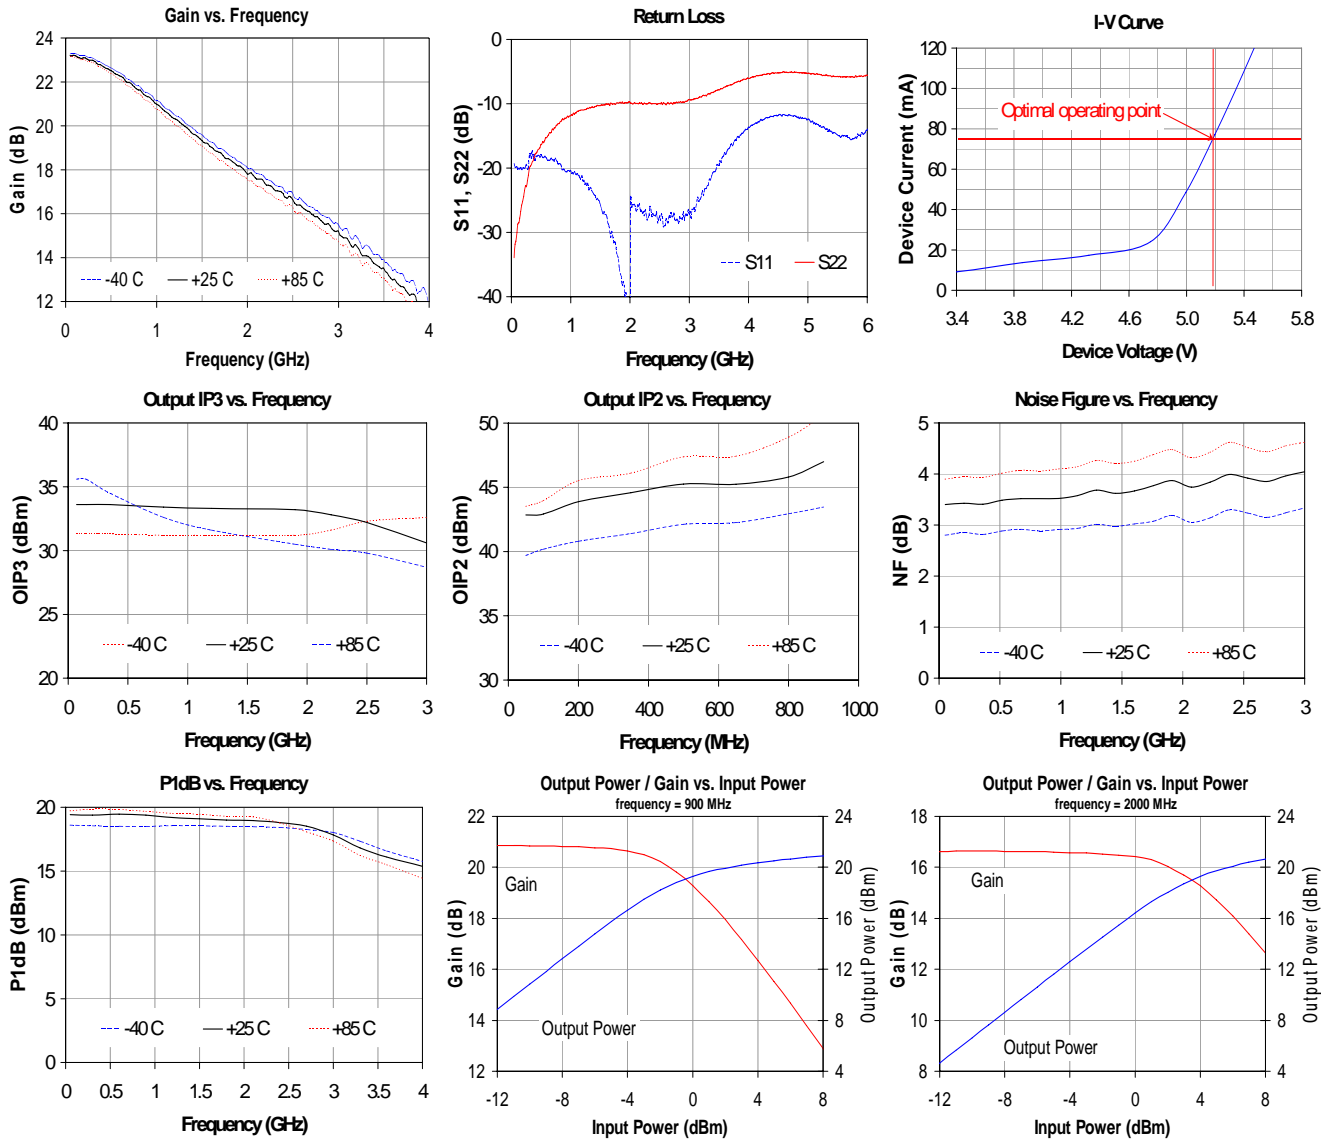 Gain vs. Frequency
24
22
20
18
16
14
12
Gain (dB)
-40 C
+25 C
+85 C
0 1 2 3 4
Frequency (GHz)
Return Loss
0
-10
-20
-30
-40
S11, S22 (dB)
S11
S22
0 1 2 3 4 5 6
Frequency (GHz)
I-V Curve
120
100
80
60
40
20
0
Device Current (mA)
Optimal operating point
3.4 3.8 4.2 4.6 5.0 5.4 5.8
Device Voltage (V)
Output IP3 vs. Frequency
40
35
30
25
20
OIP3 (dBm)
-40 C
+25 C
+85 C
0 0.5 1 1.5 2 2.5 3
Frequency (GHz)
Output IP2 vs. Frequency
50
45
40
35
30
OIP2 (dBm)
-40 C
+25 C
+85 C
0 200 400 600 800 1000
Frequency (MHz)
Noise Figure vs. Frequency
5
4
3
2
1
0
NF (dB)
-40 C
+25 C
+85 C
0 0.5 1 1.5 2 2.5 3
Frequency (GHz)
P1dB vs. Frequency
20
15
10
5
0
P1dB (dBm)
-40 C
+25 C
+85 C
0 0.5 1 1.5 2 2.5 3 3.5 4
Frequency (GHz)
Output Power / Gain vs. Input Power
frequency = 900 MHz
22
20
18
16
14
12
Gain (dB)
Gain
Output Power
24
20
16
12
8
4
Output Power (dBm)
-12 -8 -4 0 4 8
Input Power (dBm)
Output Power / Gain vs. Input Power
frequency = 2000 MHz
18
16
14
12
10
8
Gain (dB)
Gain
Output Power
24
20
16
12
8
4
Output Power (dBm)
-12 -8 -4 0 4 8
Input Power (dBm)